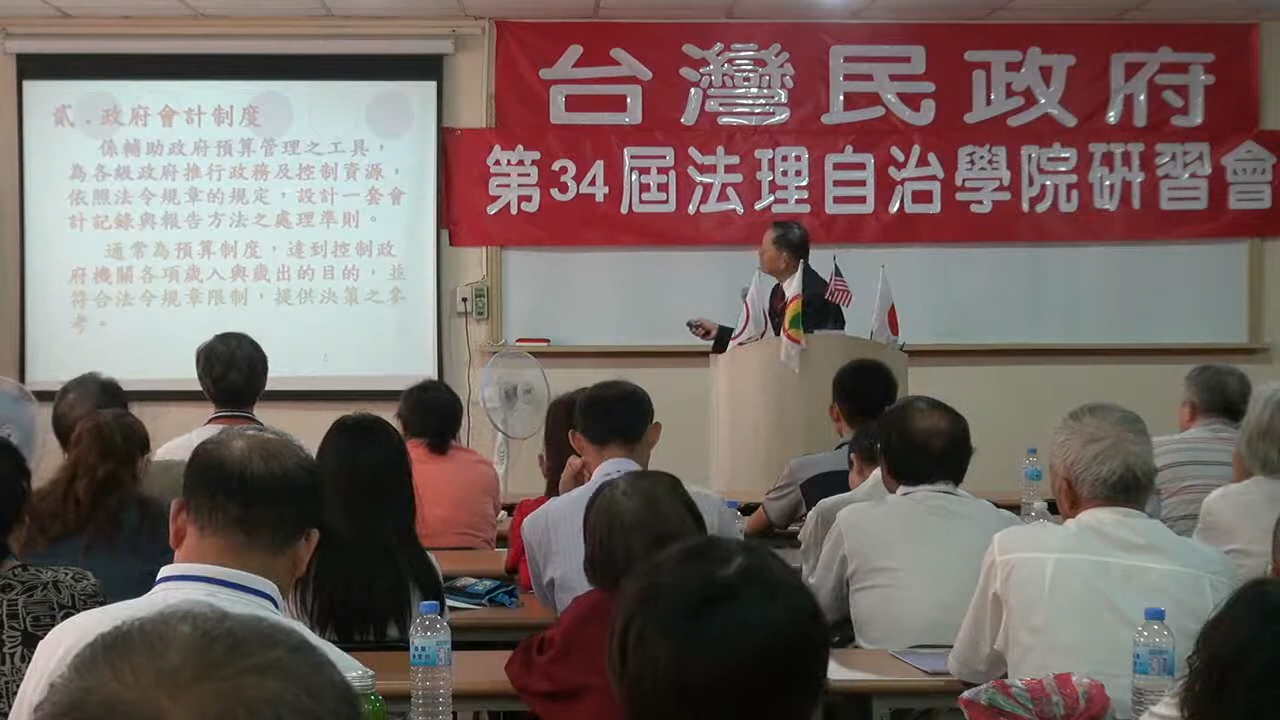 台灣民政府
第34屆法理自治學院研習會
貳．政府會計制度
係輔助政府預算管理之工具，
為各級政府推行政務及控制資源，
依照法令規章的規定，設計一套會
計記錄與報告方法之處理準則。
通常為預算制度，達到控制政
府機關各項歲入與歲出的目的，並
符合法令規章限制，提供決策之參
考。